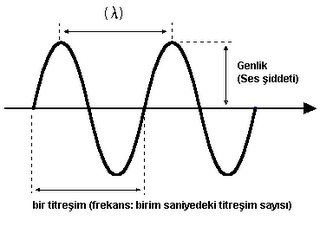 (λ)
Genlik
(Ses şiddeti)
bir titreşim (frekans: birim saniyedeki titreşim sayısı)